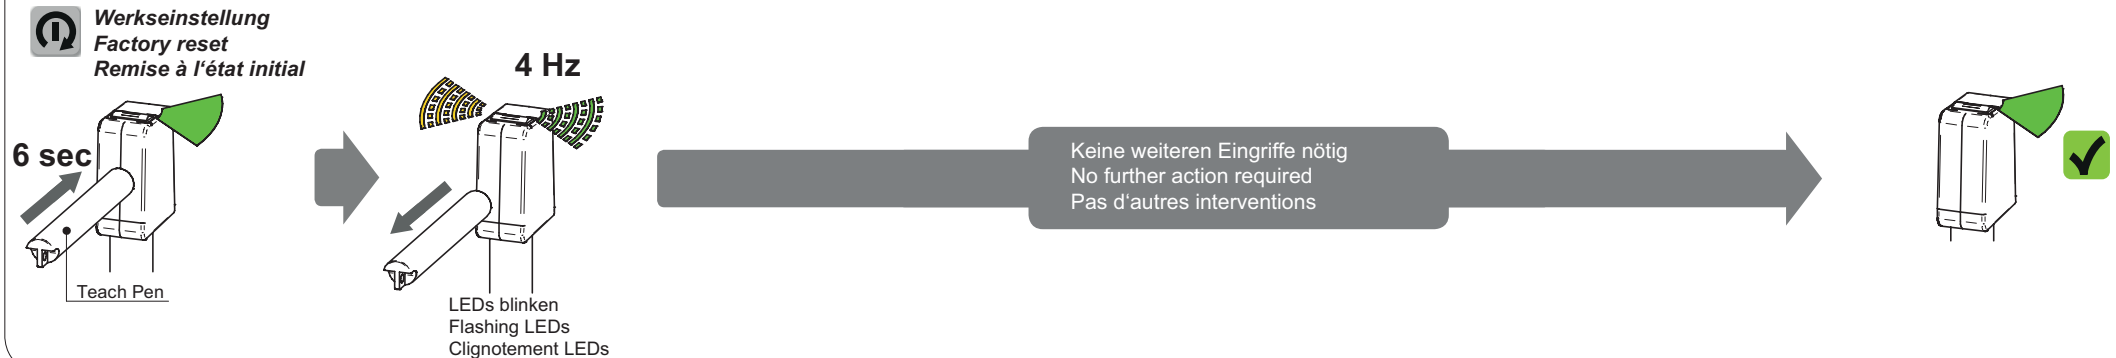 Werkseinstellung
Factory reset
Remise à l‘état initial
6 sec
Teach Pen
4 Hz
LEDs blinken
Flashing LEDs
Clignotement LEDs
Keine weiteren Eingriffe nötig
No further action required
Pas d‘autres interventions